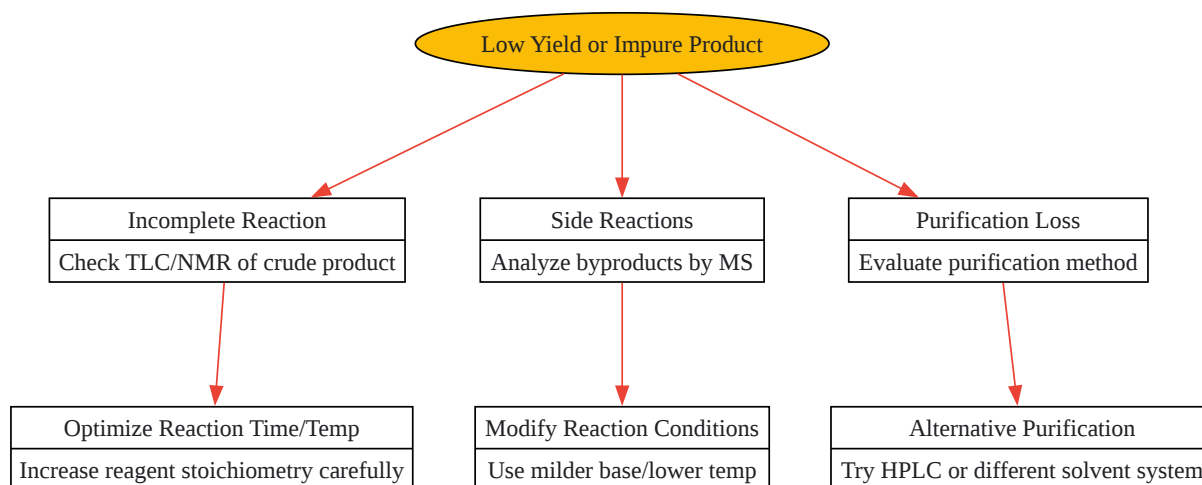 Low Yield or Impure Product
Incomplete Reaction
Check TLC/NMR of crude product
Side Reactions
Analyze byproducts by MS
Purification Loss
Evaluate purification method
Optimize Reaction Time/Temp
Increase reagent stoichiometry carefully
Modify Reaction Conditions
Use milder base/lower temp
Alternative Purification
Try HPLC or different solvent system